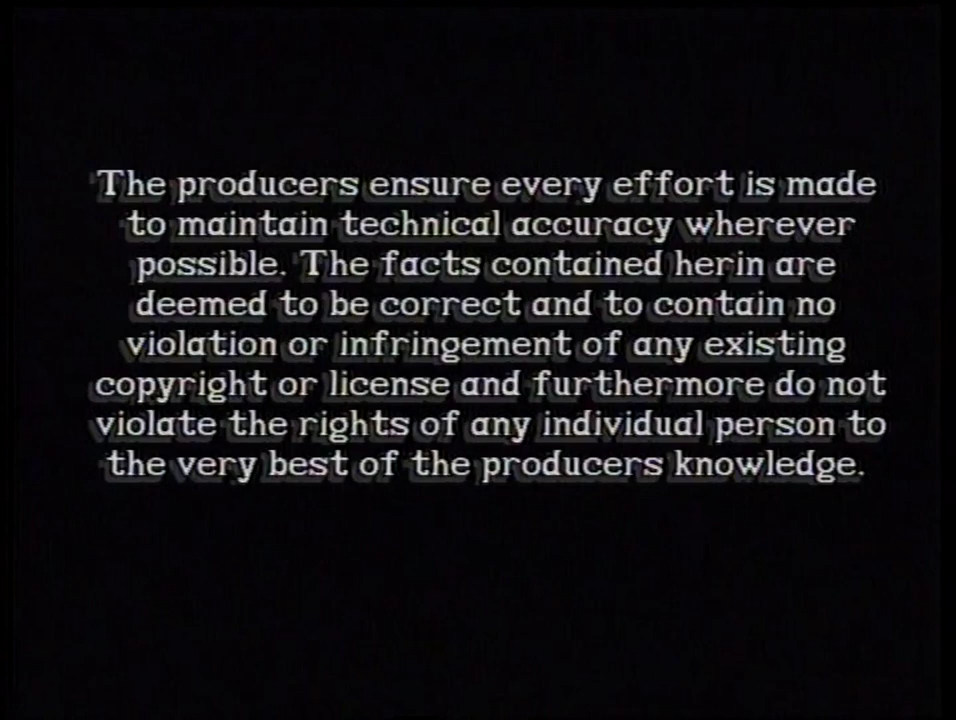 The producers ensure every effort is made
to maintain technical accuracy wherever
possible. The facts contained herin are
deemed to be correct and to contain no
violation or infringement of any existing
copyright or license and furthermore do not
violate the rights of any individual person to
the very best of the producers knowledge.